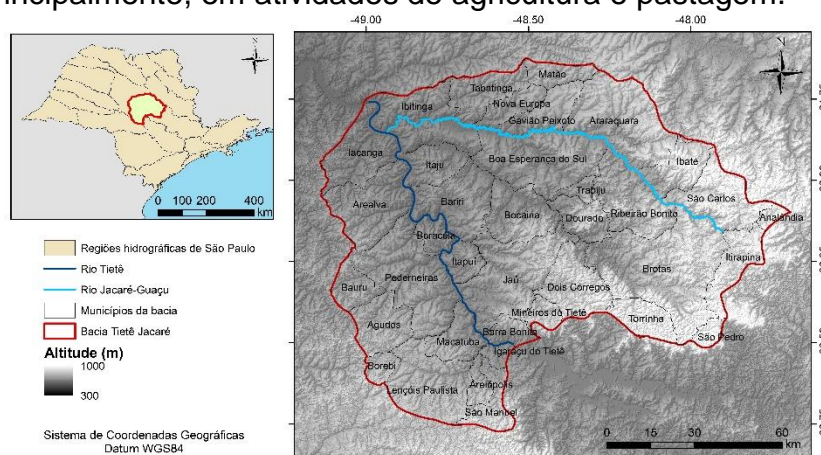 incipalmente, em atividades de agricultura e pastagem.
-49.00 -48.50 -48.00
N
0 100 200 400
km
Regiões hidrográficas de São Paulo
Rio Tietê
Rio Jacaré-Guaçu
Municípios da bacia
Bacia Tietê Jacaré
Altitude (m)
1000
300
Sistema de Coordenadas Geográficas
Datum WGS84
N
Matão
Tabatinga
Ibitinga
Nova Europa
Gavião Peixoto
Araraquara
Iacanga
Itaju
Boa Esperança do Sul
Ibaté
Trabiju
São Carlos
Arealva
Bariri
Bocaina
Dourado
Ribeirão Bonito
Analândia
Boracéia
Itapuí
Itirapina
Bauru
Pederneiras
Jaú
Brotas
Dois Córregos
Agudos
Mineiros do Tietê
Torrinha
Barra Bonita
São Pedro
Macatuba
Igaraçu do Tietê
Borebi
Lençóis Paulista
Areiópolis
São Manuel
0 15 30 60
km